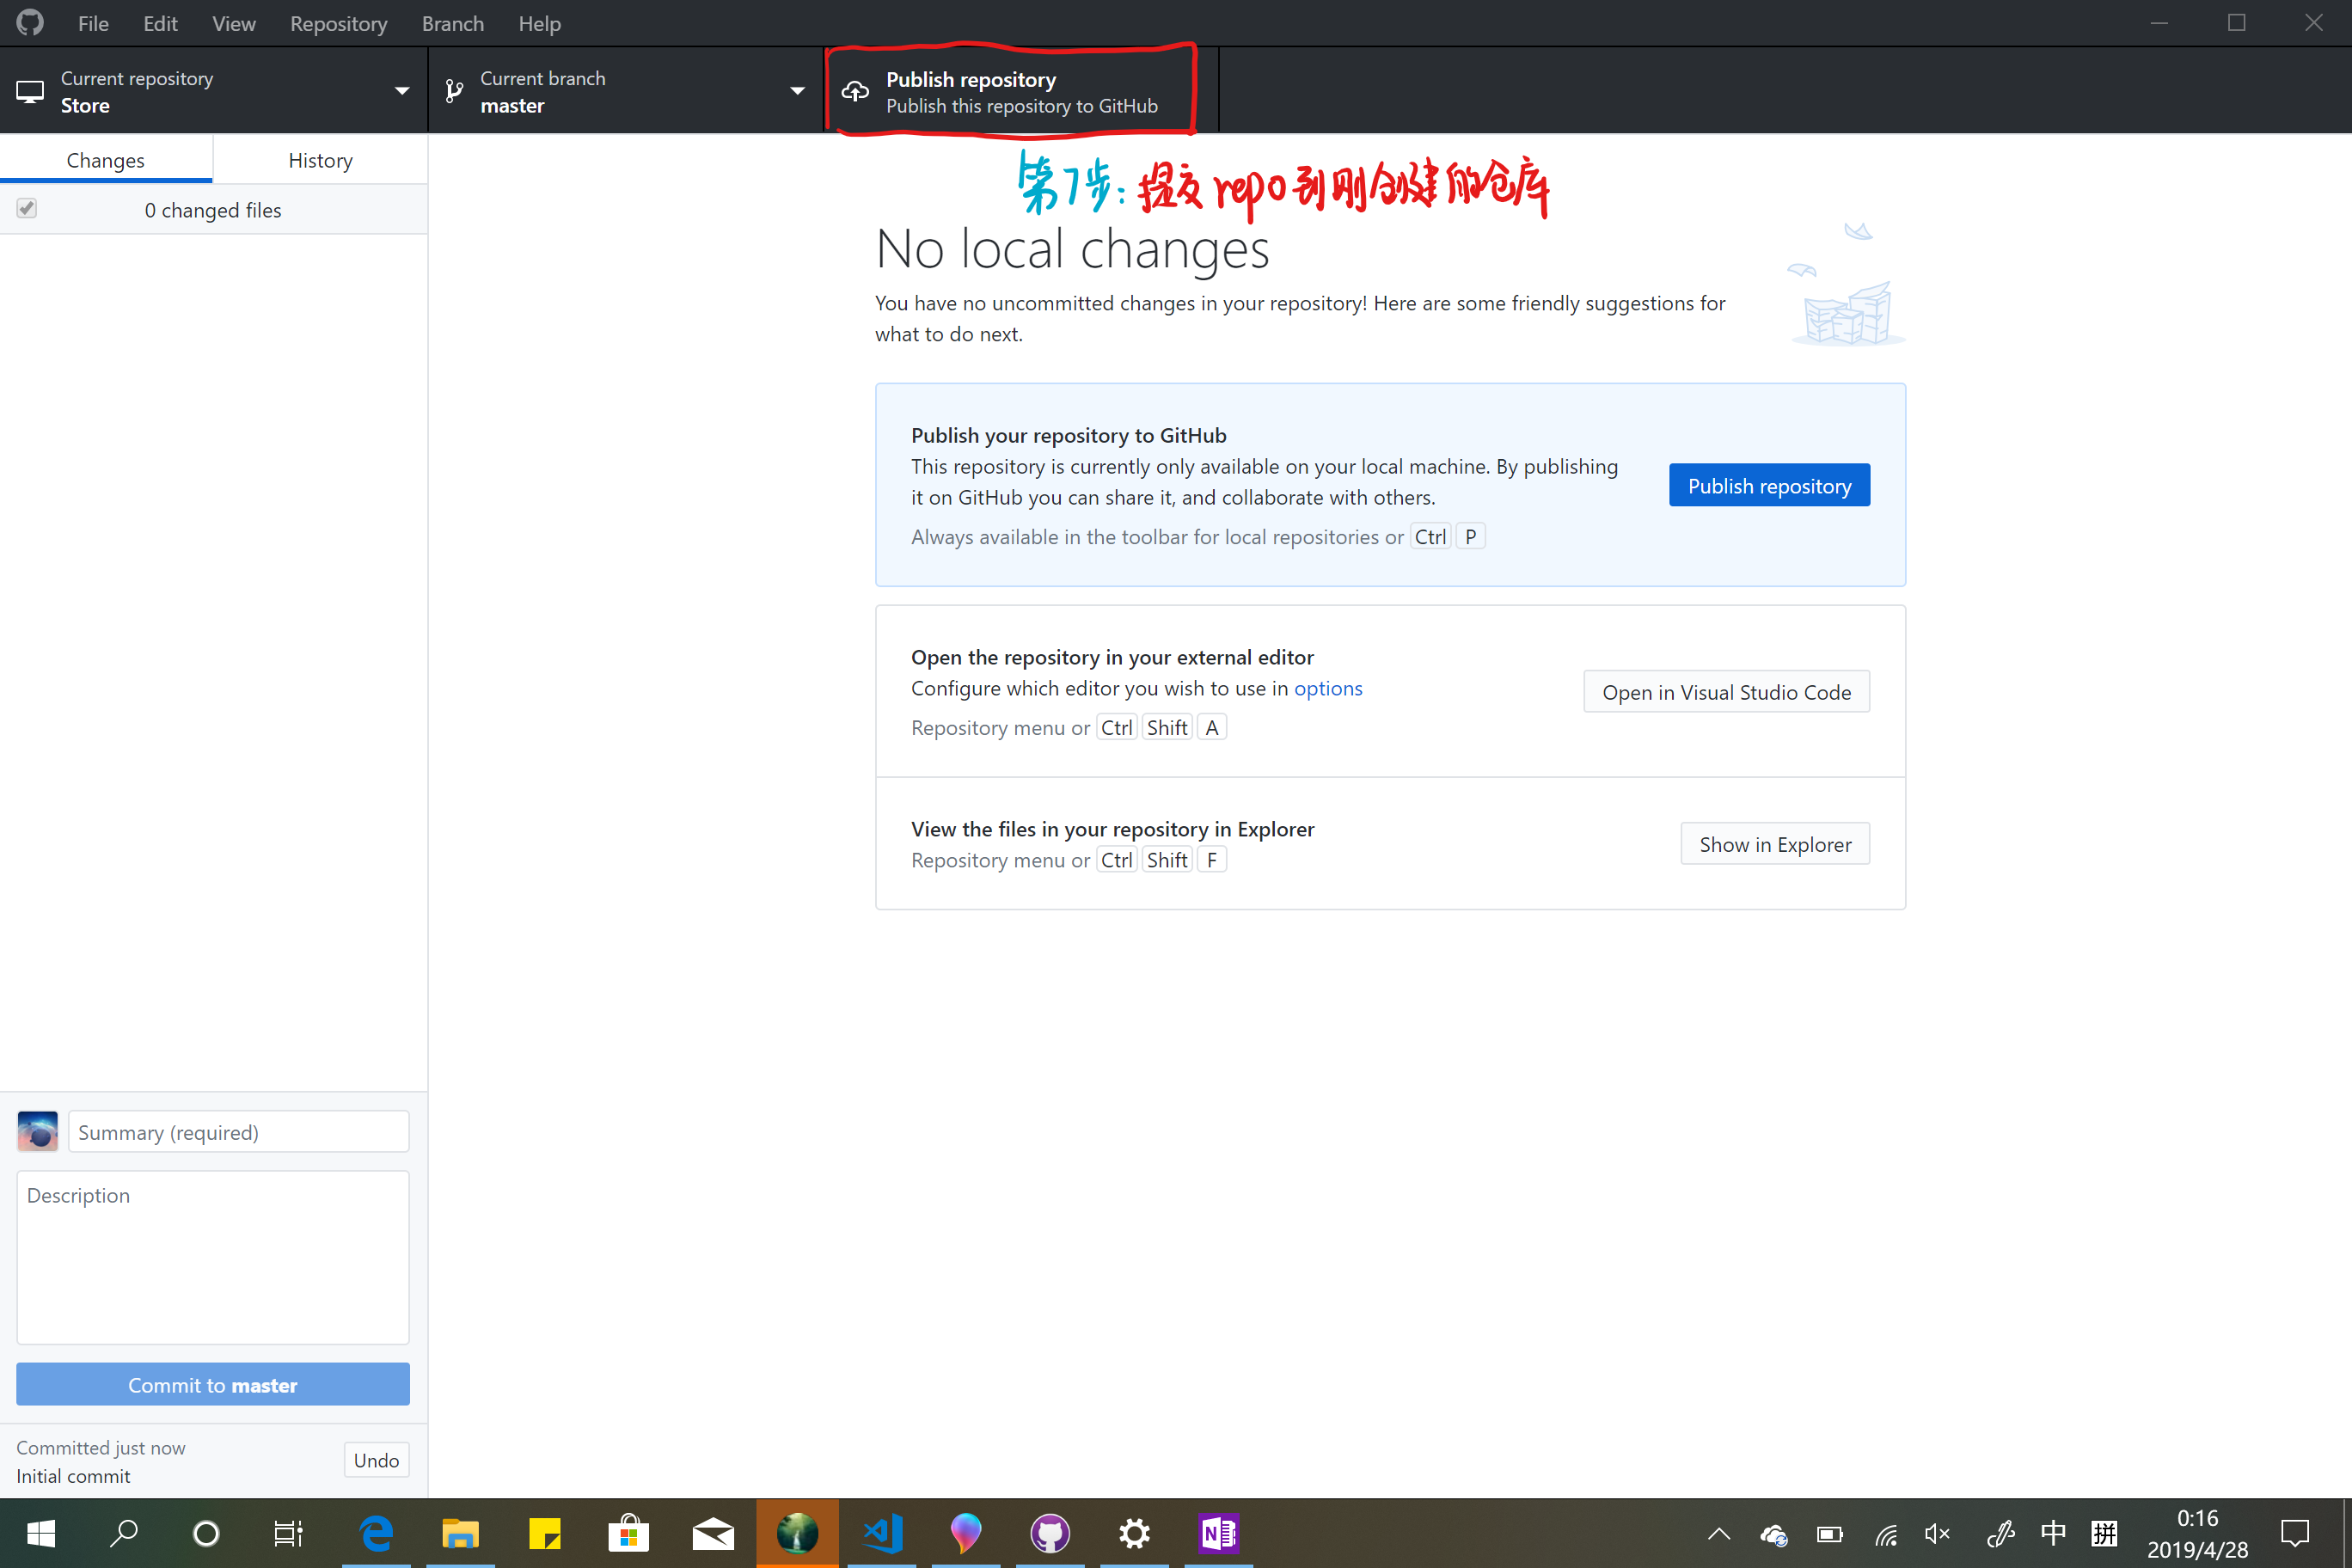 File Edit View Repository Branch Help
Current repository
Store
Current branch
master
Publish repository
Publish this repository to GitHub
Changes History
0 changed files
第7步:提交repo到刚创建的仓库
No local changes
You have no uncommitted changes in your repository! Here are some friendly suggestions for
what to do next.
Publish your repository to GitHub
This repository is currently only available on your local machine. By publishing
it on GitHub you can share it, and collaborate with others.
Always available in the toolbar for local repositories or Ctrl P
Publish repository
Open the repository in your external editor
Configure which editor you wish to use in options
Repository menu or Ctrl Shift A
Open in Visual Studio Code
View the files in your repository in Explorer
Repository menu or Ctrl Shift F
Show in Explorer
Summary (required)
Description
Commit to master
Committed just now
Initial commit
Undo
N
中
拼
0:16
2019/4/28